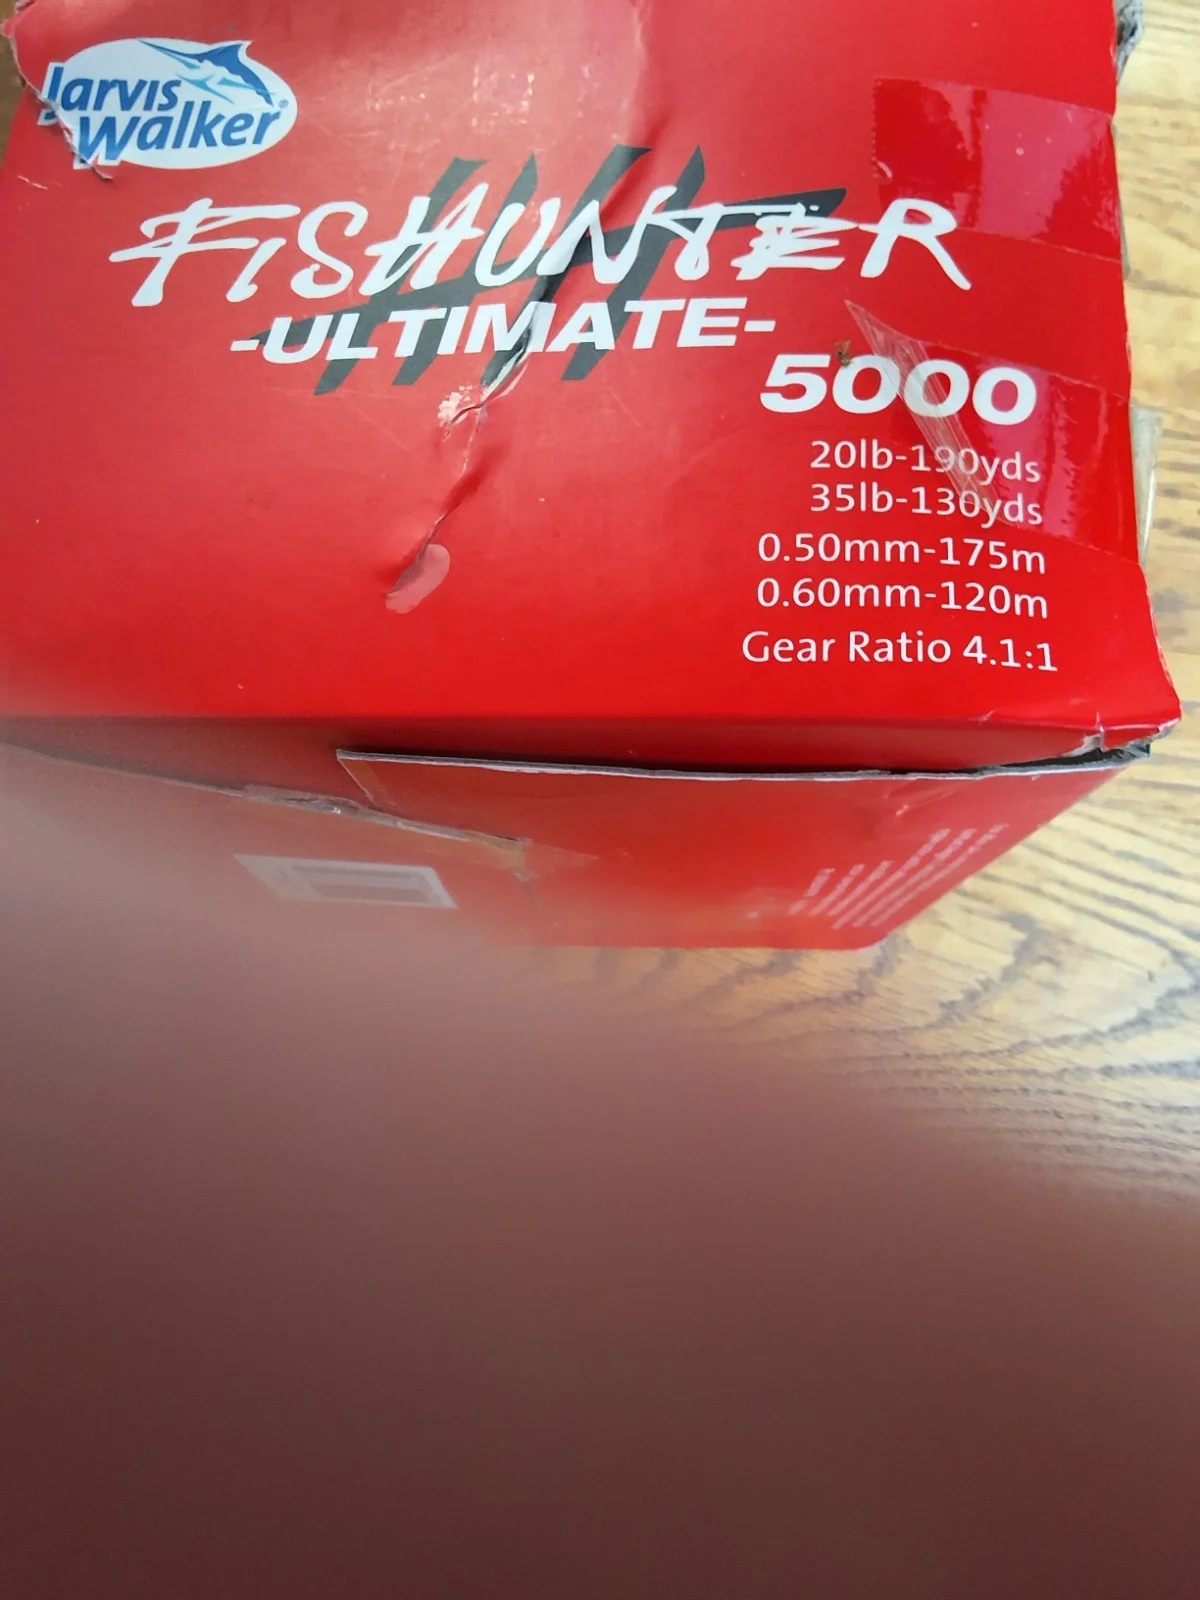 Jarvis
Walker
FISHUNTER
-ULTIMATE-
5000
20lb-190yds
35lb-130yds
0.50mm-175m
0.60mm-120m
Gear Ratio 4.1:1